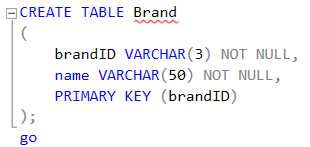 CREATE TABLE Brand
(
    brandID VARCHAR(3) NOT NULL,
    name VARCHAR(50) NOT NULL,
    PRIMARY KEY (brandID)
);
go